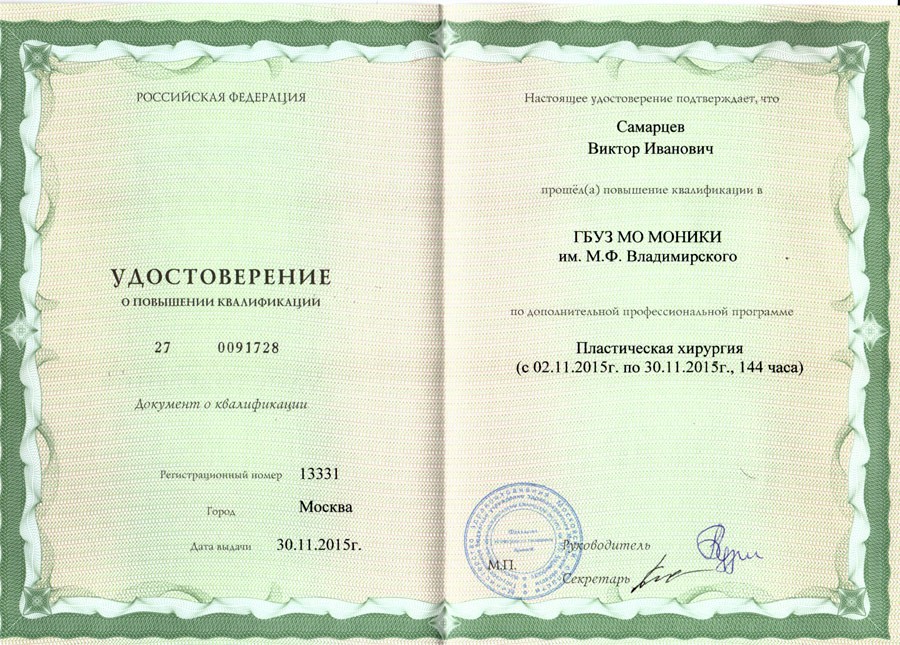 РОССИЙСКАЯ ФЕДЕРАЦИЯ
УДОСТОВЕРЕНИЕ
О ПОВЫШЕНИИ КВАЛИФИКАЦИИ
27 0091728
Документ о квалификации
Регистрационный номер 13331
Город Москва
Дата выдачи 30.11.2015г.
Настоящее удостоверение подтверждает, что
Самарцев
Виктор Иванович
прошёл(а) повышение квалификации в
ГБУЗ МО МОНИКИ
им. М.Ф. Владимирского
по дополнительной профессиональной программе
Пластическая хирургия
(с 02.11.2015г. по 30.11.2015г., 144 часа)
Руководитель
М.П.
Секретарь